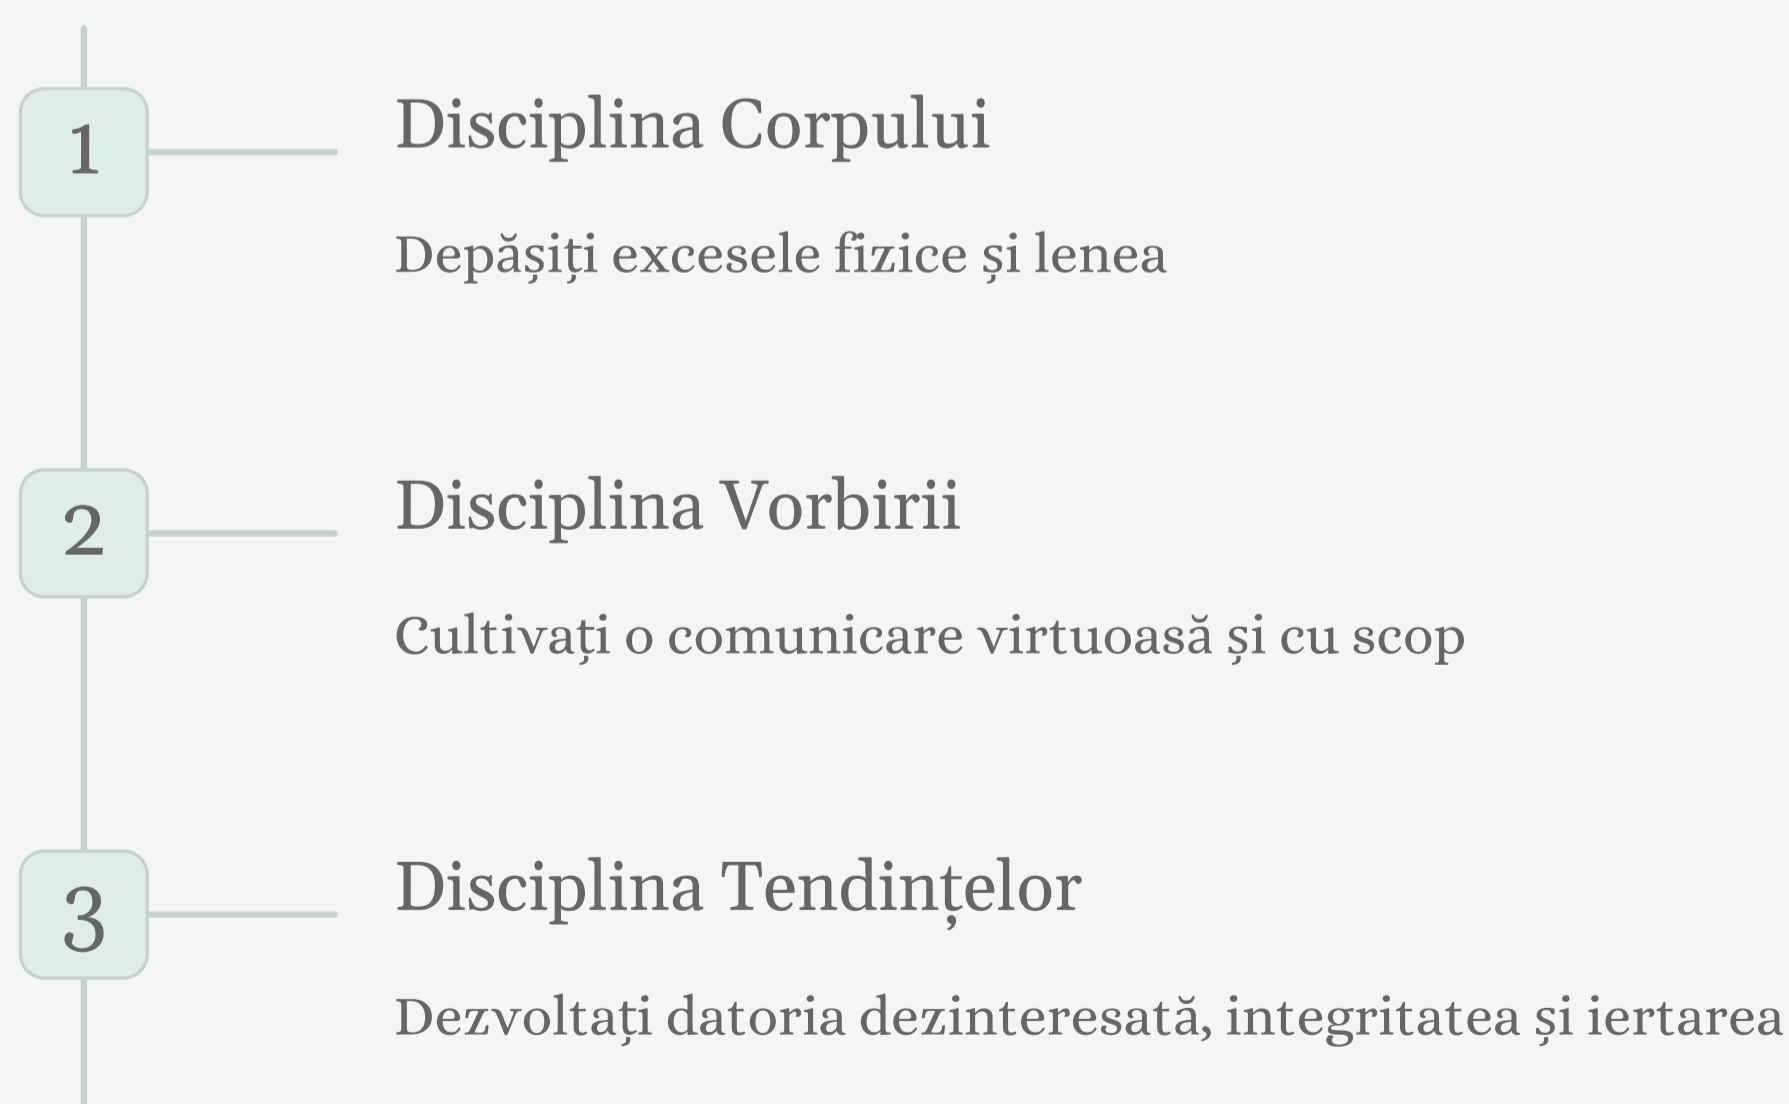 1
Disciplina Corpului
Depășiți excesele fizice și lenea
2
Disciplina Vorbirii
Cultivați o comunicare virtuoasă și cu scop
3
Disciplina Tendințelor
Dezvoltați datoria dezinteresată, integritatea și iertarea